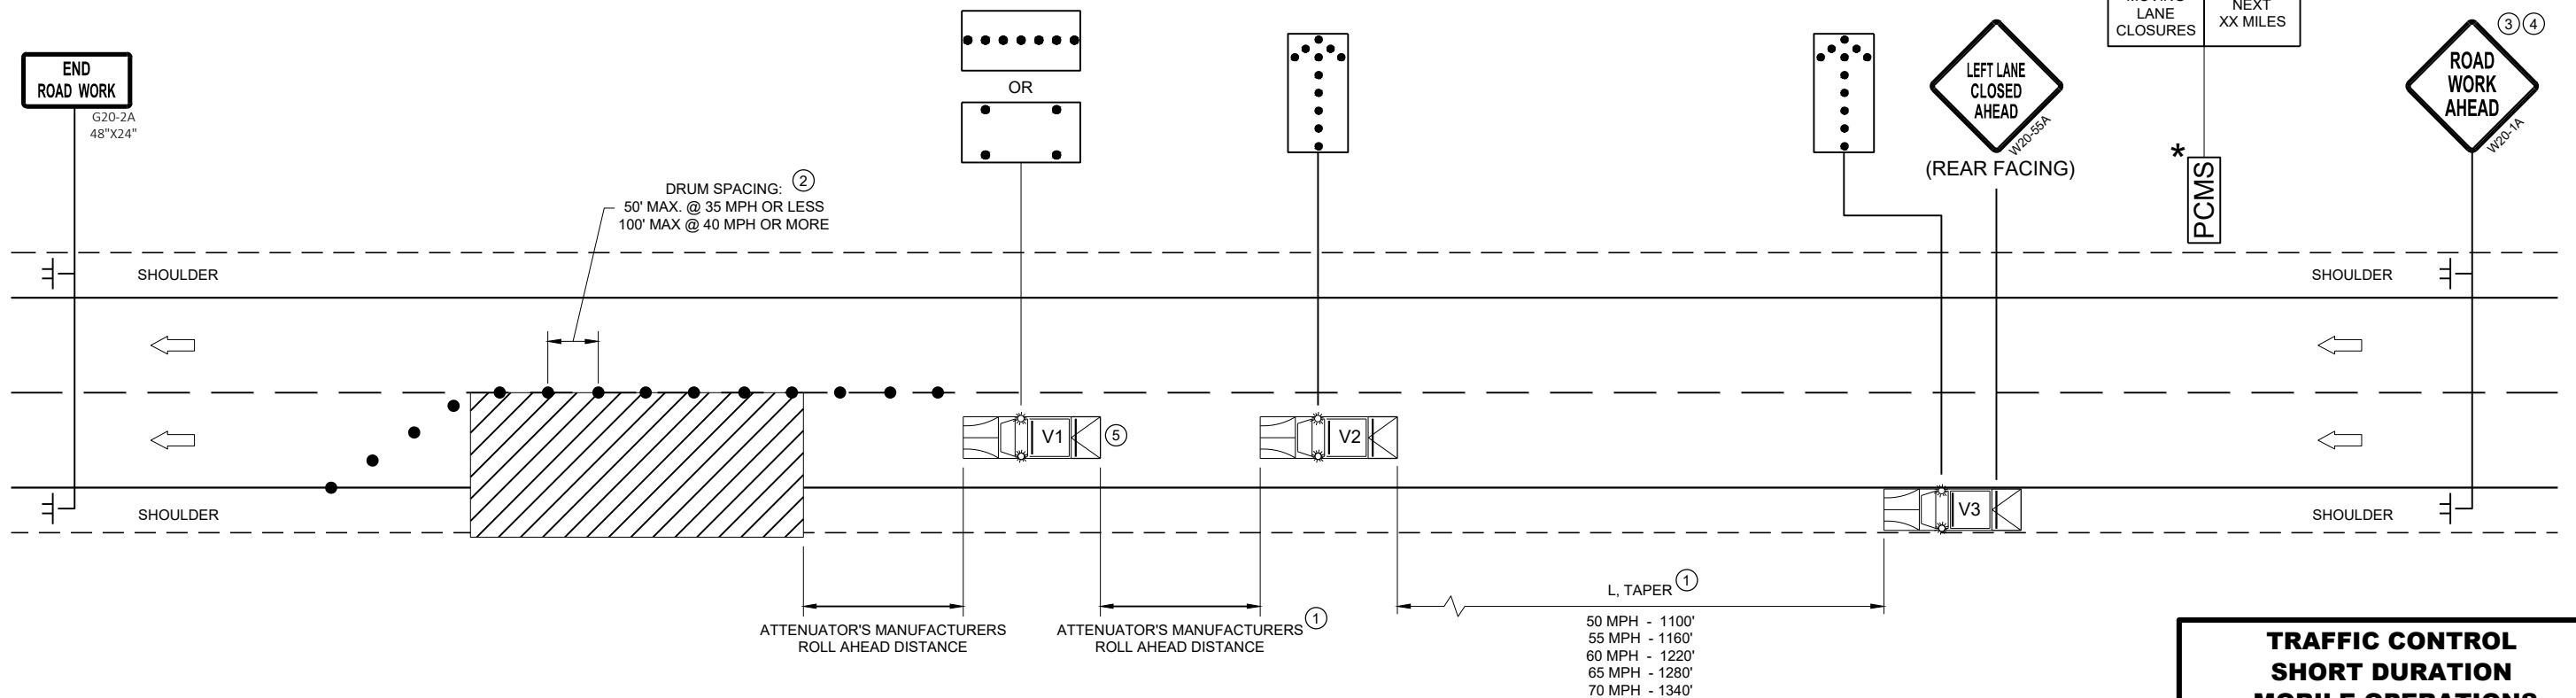 END
ROAD WORK
G20-2A
48"X24"
OR
LANE
CLOSURES
NEXT
XX MILES
LEFT LANE
CLOSED
AHEAD
W20-55A
(REAR FACING)
*
PCMS
3 4
ROAD
WORK
AHEAD
W20-1A
DRUM SPACING: 2
50' MAX. @ 35 MPH OR LESS
100' MAX @ 40 MPH OR MORE
SHOULDER
SHOULDER
V1
5
V2
V3
SHOULDER
SHOULDER
ATTENUATOR'S MANUFACTURERS
ROLL AHEAD DISTANCE
ATTENUATOR'S MANUFACTURERS 1
ROLL AHEAD DISTANCE
L, TAPER 1
50 MPH - 1100'
55 MPH - 1160'
60 MPH - 1220'
65 MPH - 1280'
70 MPH - 1340'
TRAFFIC CONTROL
SHORT DURATION
MOBILE OPERATIONS